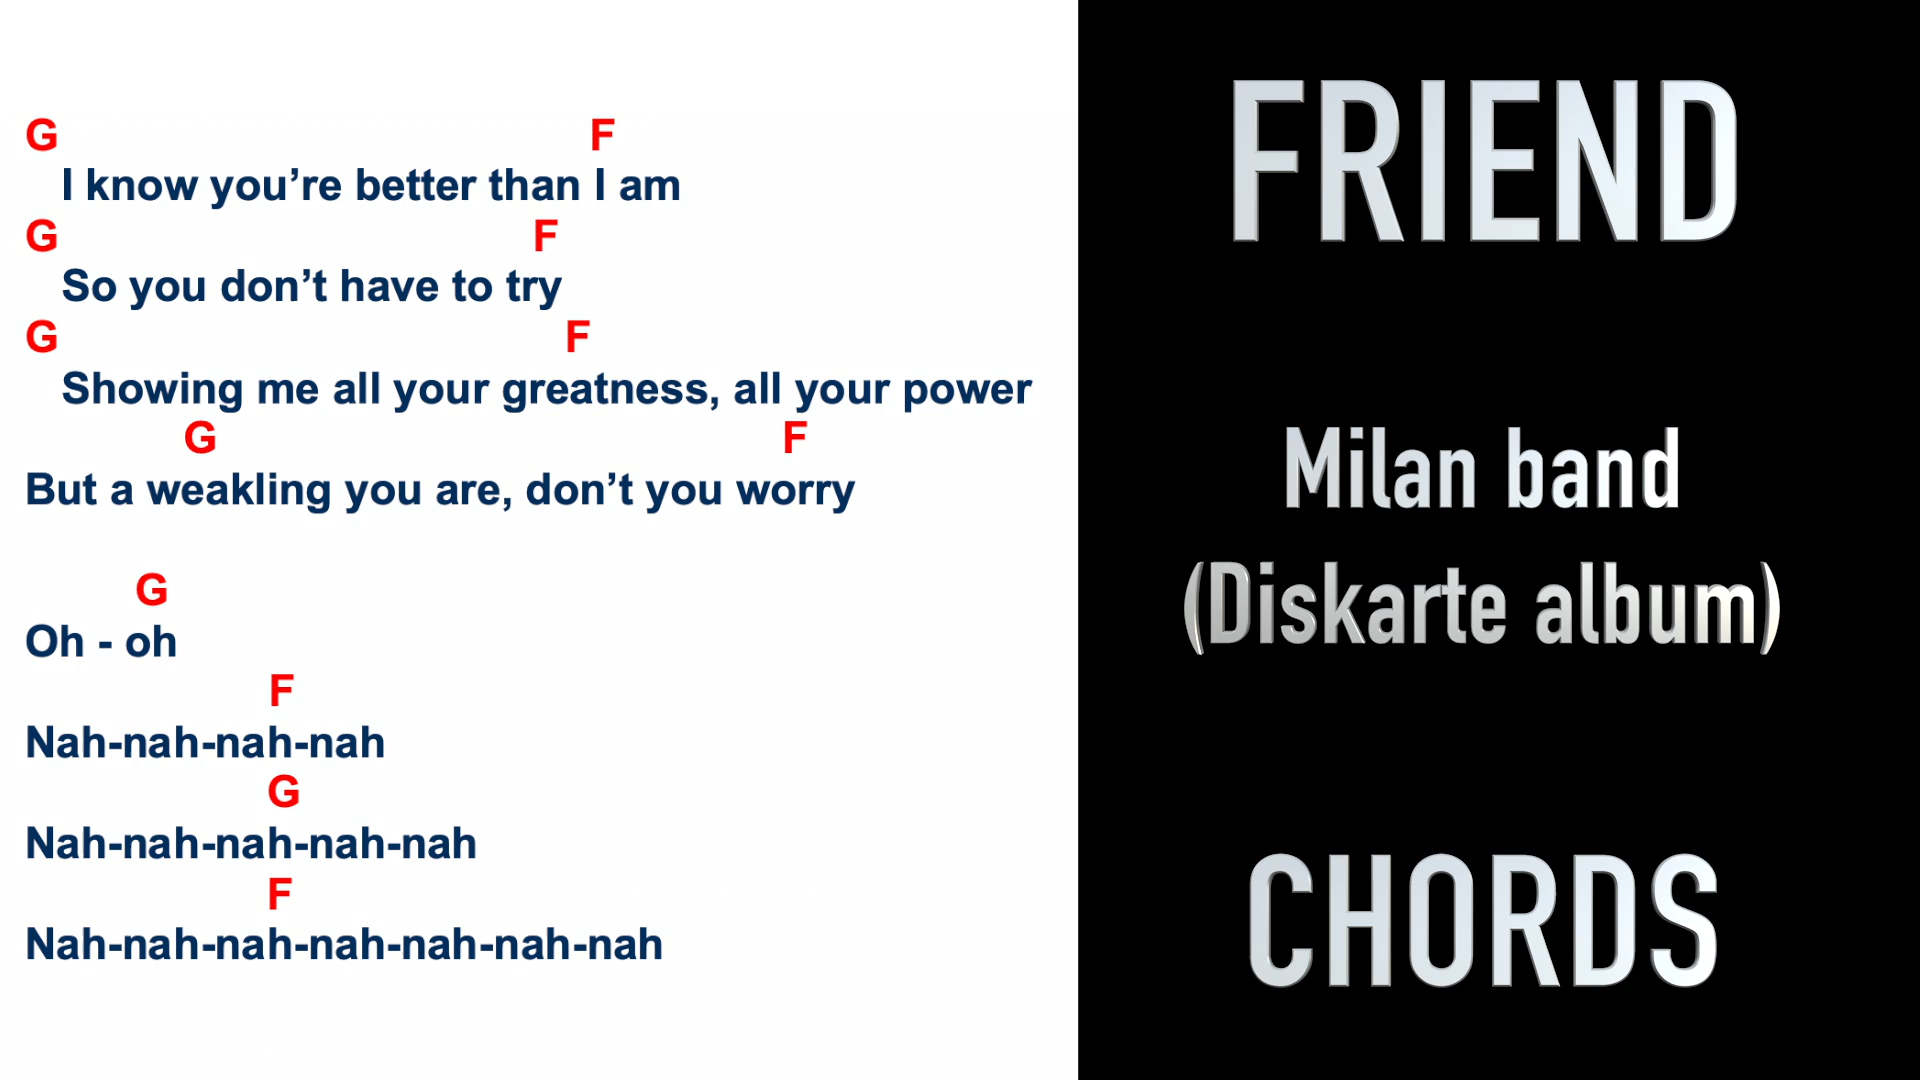 G F
I know you’re better than I am
G F
So you don’t have to try
G F
Showing me all your greatness, all your power
G F
But a weakling you are, don’t you worry
G
Oh - oh
F
Nah-nah-nah-nah
G
Nah-nah-nah-nah-nah
F
Nah-nah-nah-nah-nah-nah-nah
FRIEND
Milan band
(Diskarte album)
CHORDS